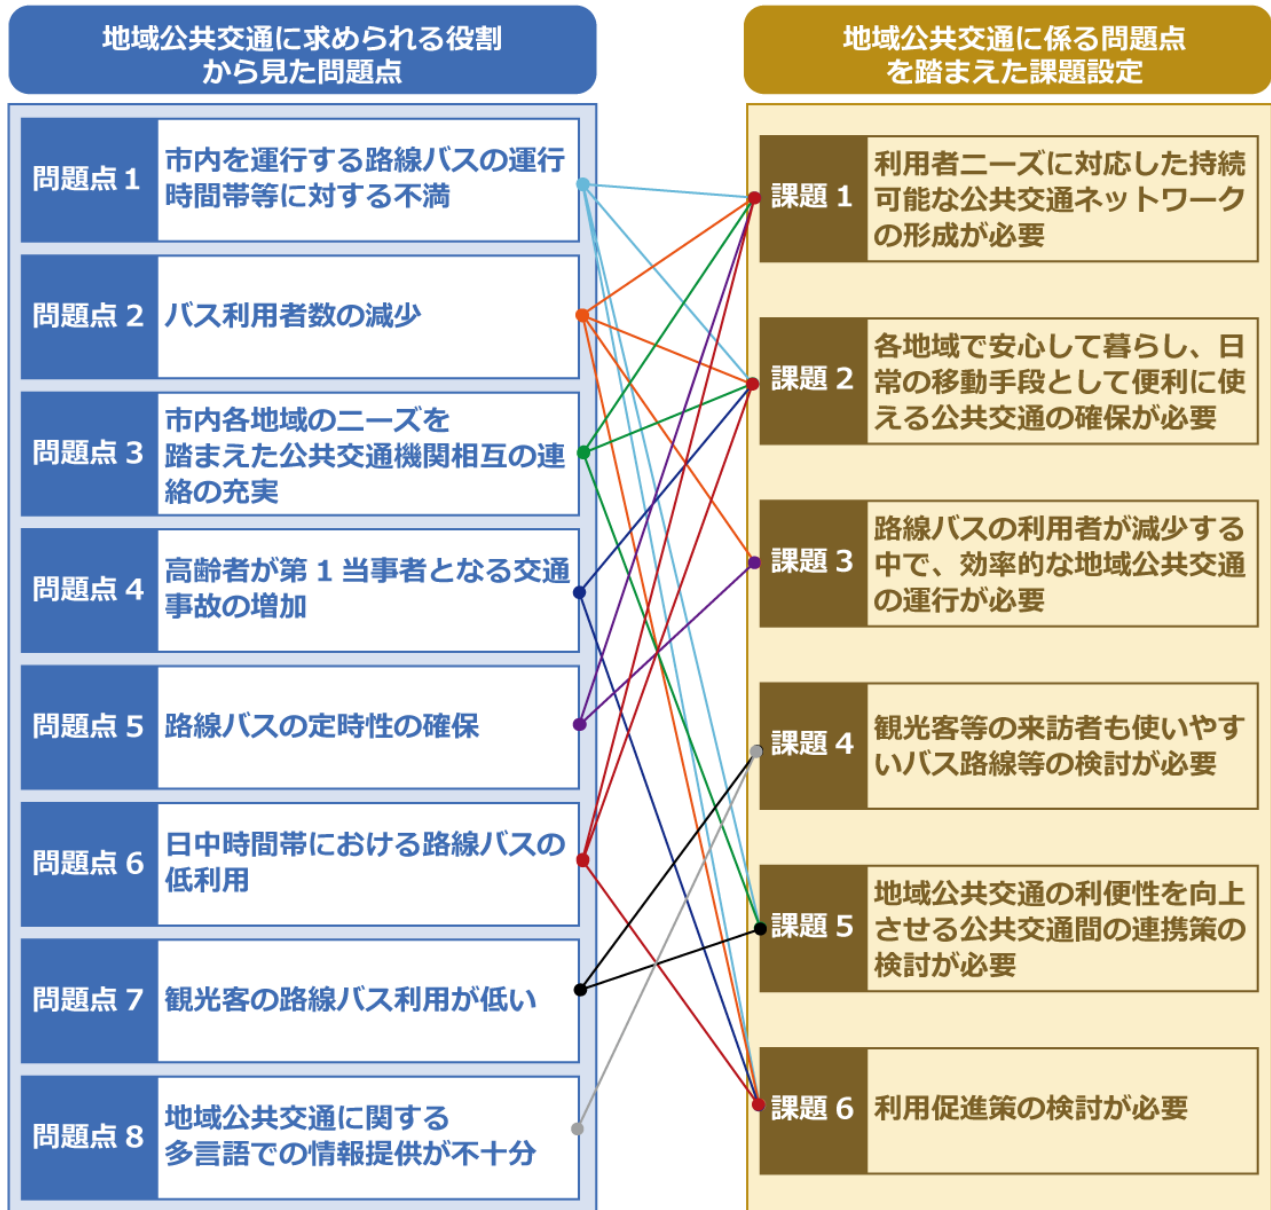 地域公共交通に求められる役割
から見た問題点
問題点 1
市内を運行する路線バスの運行
時間帯等に対する不満
問題点 2
バス利用者数の減少
問題点 3
市内各地域のニーズを
踏まえた公共交通機関相互の連
絡の充実
問題点 4
高齢者が第 1 当事者となる交通
事故の増加
問題点 5
路線バスの定時性の確保
問題点 6
日中時間帯における路線バスの
低利用
問題点 7
観光客の路線バス利用が低い
問題点 8
地域公共交通に関する
多言語での情報提供が不十分
地域公共交通に係る問題点
を踏まえた課題設定
課題 1
利用者ニーズに対応した持続
可能な公共交通ネットワーク
の形成が必要
課題 2
各地域で安心して暮らし、日
常の移動手段として便利に使
える公共交通の確保が必要
課題 3
路線バスの利用者が減少する
中で、効率的な地域公共交通
の運行が必要
課題 4
観光客等の来訪者も使いやす
いバス路線等の検討が必要
課題 5
地域公共交通の利便性を向上
させる公共交通間の連携策の
検討が必要
課題 6
利用促進策の検討が必要